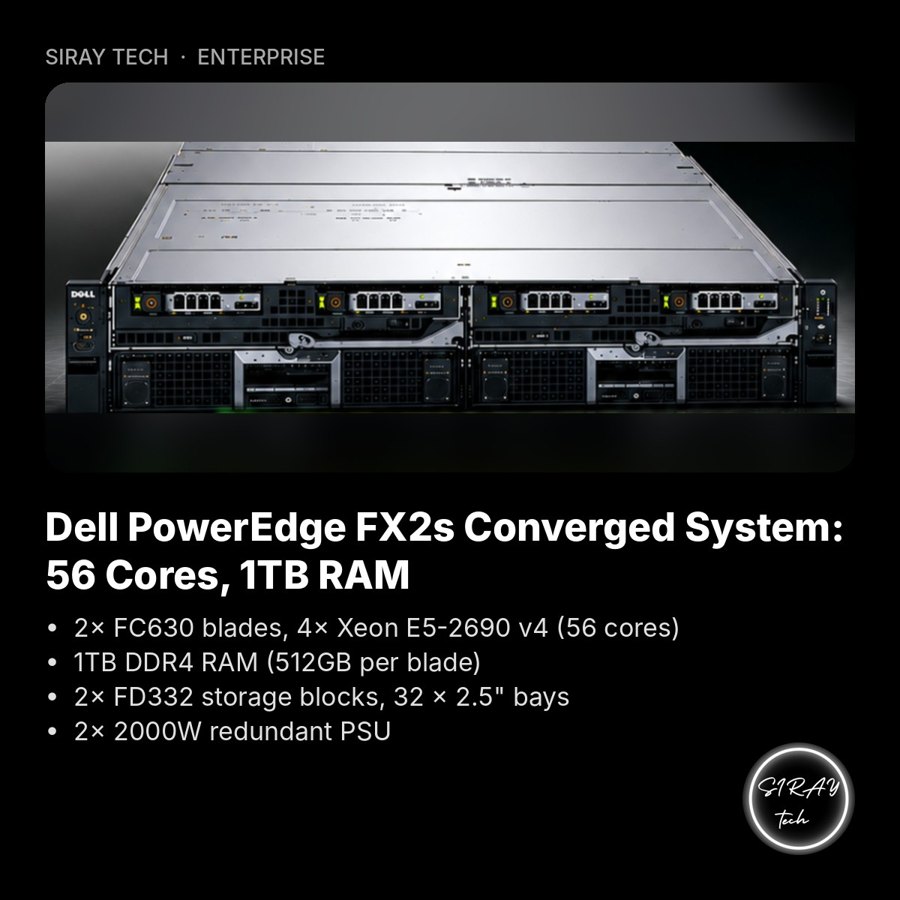 SIRAY TECH · ENTERPRISE
DELL
Dell PowerEdge FX2s Converged System:
56 Cores, 1TB RAM
• 2× FC630 blades, 4× Xeon E5-2690 v4 (56 cores)
• 1TB DDR4 RAM (512GB per blade)
• 2× FD332 storage blocks, 32 × 2.5" bays
• 2× 2000W redundant PSU
SIRAY
tech